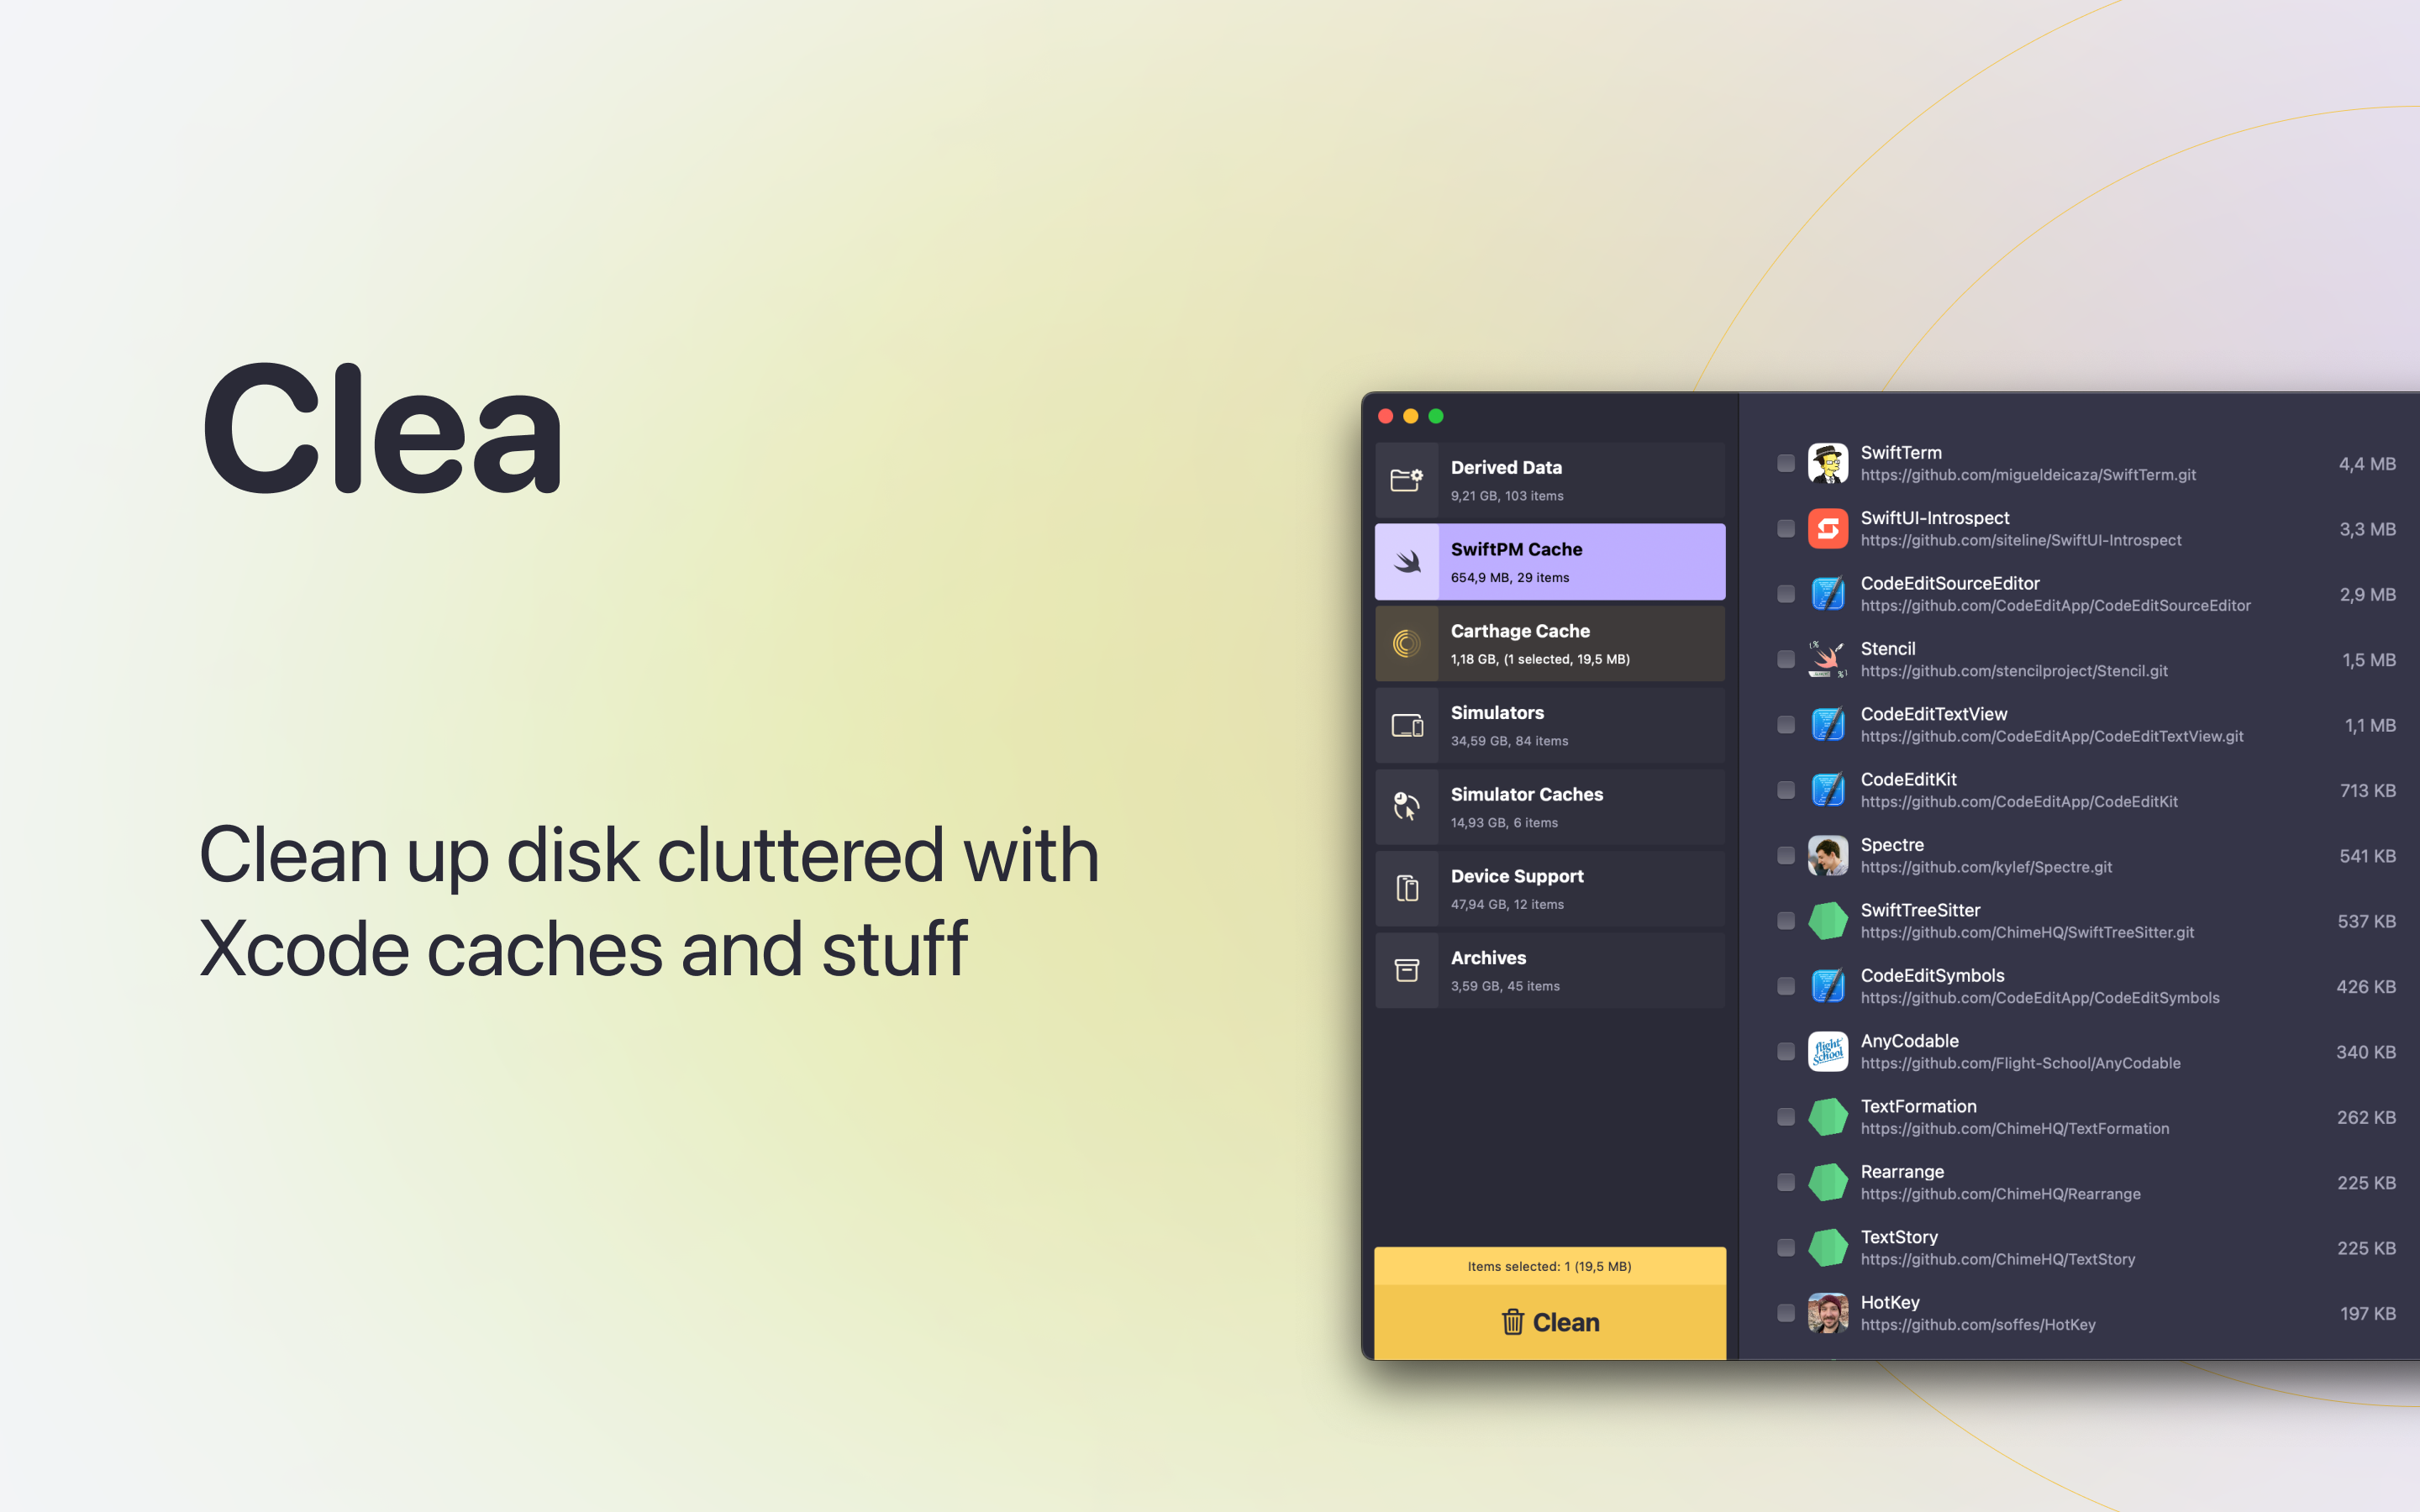 Clea
Clean up disk cluttered with
Xcode caches and stuff
Derived Data
9,21 GB, 103 items
SwiftPM Cache
654,9 MB, 29 items
Carthage Cache
1,18 GB, (1 selected, 19,5 MB)
Simulators
34,59 GB, 84 items
Simulator Caches
14,93 GB, 6 items
Device Support
47,94 GB, 12 items
Archives
3,59 GB, 45 items
Items selected: 1 (19,5 MB)
Clean
SwiftTerm
https://github.com/migueldeicaza/SwiftTerm.git
4,4 MB
SwiftUI-Introspect
https://github.com/siteline/SwiftUI-Introspect
3,3 MB
CodeEditSourceEditor
https://github.com/CodeEditApp/CodeEditSourceEditor
2,9 MB
Stencil
https://github.com/stencilproject/Stencil.git
1,5 MB
CodeEditTextView
https://github.com/CodeEditApp/CodeEditTextView.git
1,1 MB
CodeEditKit
https://github.com/CodeEditApp/CodeEditKit
713 KB
Spectre
https://github.com/kylef/Spectre.git
541 KB
SwiftTreeSitter
https://github.com/ChimeHQ/SwiftTreeSitter.git
537 KB
CodeEditSymbols
https://github.com/CodeEditApp/CodeEditSymbols
426 KB
flight
School
AnyCodable
https://github.com/Flight-School/AnyCodable
340 KB
TextFormation
https://github.com/ChimeHQ/TextFormation
262 KB
Rearrange
https://github.com/ChimeHQ/Rearrange
225 KB
TextStory
https://github.com/ChimeHQ/TextStory
225 KB
HotKey
https://github.com/soffes/HotKey
197 KB